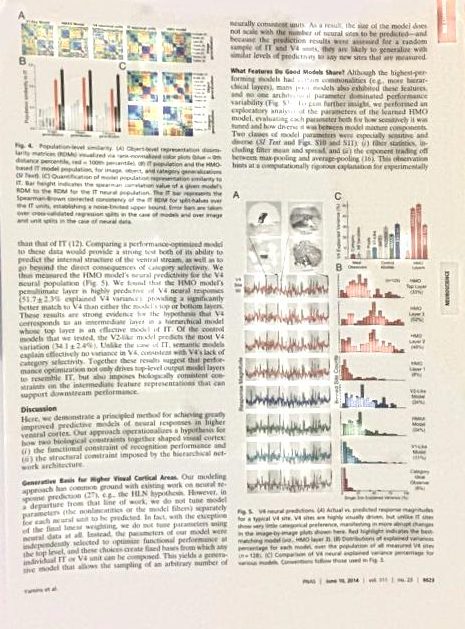 A
B
C
Fig. 4. Population-level similarity. (A) Object-level representation dissimilarity matrices (RDMs) visualized via rank-normalized color plots (blue = 0th distance percentile, red = 100th percentile). (B) IT population and the HMO-based IT model population, for image, object, and category generalizations
(SI Text). (C) Quantification of model population representation similarity to
IT. Bar height indicates the spearman correlation value of a given model's
RDM to the RDM for the IT neural population. The IT bar represents the
Spearman-Brown corrected consistency of the IT RDM for split-halves over
the IT units, establishing a noise-limited upper bound. Error bars are taken
over cross-validated regression splits in the case of models and over image
and unit splits in the case of neural data.
than that of IT (12). Comparing a performance-optimized model
to these data would provide a strong test both of its ability to
predict the internal structure of the ventral stream, as well as to
go beyond the direct consequences of category selectivity. We
thus measured the HMO model's neural predictivity for the V4
neural population (Fig. 5). We found that the HMO model's
penultimate layer is highly predictive of V4 neural responses
(51.7 ± 2.3% explained V4 variance), providing a significantly
better match to V4 than either the model's top or bottom layers.
These results are strong evidence for the hypothesis that V4
corresponds to an intermediate layer in a hierarchical model
whose top layer is an effective model of IT. Of the control
models that we tested, the V2-like model predicts the most V4
variation (34.1 ± 2.4%). Unlike the case of IT, semantic models
explain effectively no variance in V4, consistent with V4's lack of
category selectivity. Together these results suggest that performance optimization not only drives top-level output model layers
to resemble IT, but also imposes biologically consistent constraints on the intermediate feature representations that can
support downstream performance.
Discussion
Here, we demonstrate a principled method for achieving greatly
improved predictive models of neural responses in higher
ventral cortex. Our approach operationalizes a hypothesis for
how two biological constraints together shaped visual cortex:
(i) the functional constraint of recognition performance and
(ii) the structural constraint imposed by the hierarchical network architecture.
Generative Basis for Higher Visual Cortical Areas. Our modeling
approach has common ground with existing work on neural response prediction (27), e.g., the HLN hypothesis. However, in
a departure from that line of work, we do not tune model
parameters (the nonlinearities or the model filters) separately
for each neural unit to be predicted. In fact, with the exception
of the final linear weighting, we do not tune parameters using
neural data at all. Instead, the parameters of our model were
independently selected to optimize functional performance at
the top level, and these choices create fixed bases from which any
individual IT or V4 unit can be composed. This yields a generative model that allows the sampling of an arbitrary number of
Yamins et al.
neurally consistent units. As a result, the size of the model does
not scale with the number of neural sites to be predicted—and
because the prediction results were assessed for a random
sample of IT and V4 units, they are likely to generalize with
similar levels of predictivity to any new sites that are measured.
What Features Do Good Models Share? Although the highest-performing models had commonalities (e.g., more hierarchical layers), many models also exhibited these features,
and no one parameter dominated performance
variability (Fig. To gain further insight, we performed an
exploratory analysis of the parameters of the learned HMO
model, evaluating each parameter both for how sensitively it was
tuned and how diverse it was between model mixture components.
Two classes of model parameters were especially sensitive and
diverse (SI Text and Figs. S10 and S11): (i) filter statistics, including filter mean and spread, and (ii) the exponent trading off
between max-pooling and average-pooling (16). This observation
hints at a computationally rigorous explanation for experimentally
A
C
B
HMO
Top Layer
HMO
Layer 3
HMO
Layer 2
HMO
Layer 1
V2-Like
Model
HMAX
Model
V1-Like
Model
Category
Ideal
Observer
Fig. 5. V4 neural predictions. (A) Actual vs. predicted response magnitudes
for a typical V4 site. V4 sites are highly visually driven, but unlike IT sites
show very little categorical preference, manifesting in more abrupt changes
in the image-by-image plots shown here. Red highlight indicates the best-matching model (viz., HMO layer 3). (B) Distributions of explained variances
percentage for each model, over the population of all measured V4 sites
(n = 128). (C) Comparison of V4 neural explained variance percentage for
various models. Conventions follow those used in Fig. 3.
NEUROSCIENCE
PNAS | June 10, 2014 | vol. 111 | no. 23 | 8623